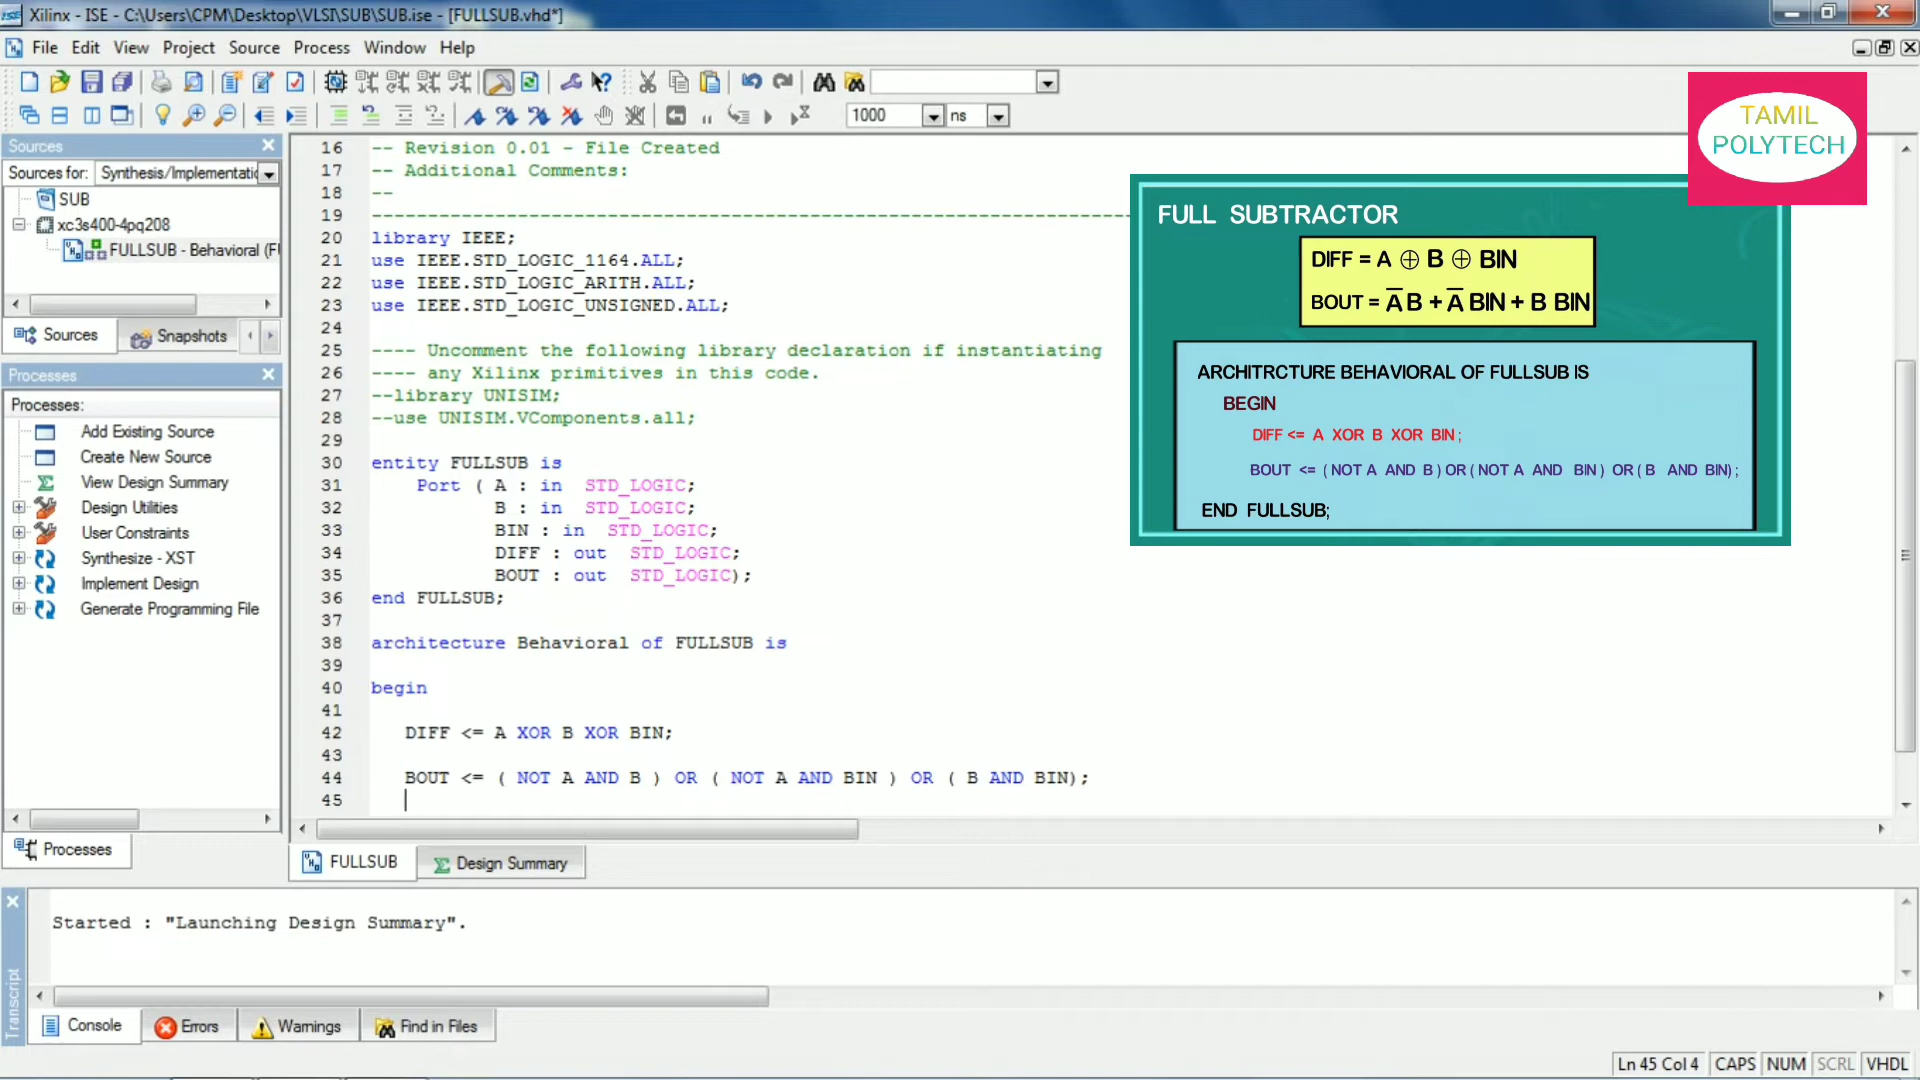 Xilinx - ISE - C:\Users\CPM\Desktop\VLSI\SUB\SUB.ise - [FULLSUB.vhd*]
File Edit View Project Source Process Window Help
1000 ns
TAMIL
POLYTECH
Sources
Sources for: Synthesis/Implementatic
SUB
xc3s400-4pq208
FULLSUB - Behavioral (FU
Sources Snapshots
Processes
Processes:
Add Existing Source
Create New Source
View Design Summary
Design Utilities
User Constraints
Synthesize - XST
Implement Design
Generate Programming File
Processes
16 -- Revision 0.01 - File Created
17 -- Additional Comments:
18 --
19 --------------------------------------------------------------------
20 library IEEE;
21 use IEEE.STD_LOGIC_1164.ALL;
22 use IEEE.STD_LOGIC_ARITH.ALL;
23 use IEEE.STD_LOGIC_UNSIGNED.ALL;
24
25 ---- Uncomment the following library declaration if instantiating
26 ---- any Xilinx primitives in this code.
27 --library UNISIM;
28 --use UNISIM.VComponents.all;
29
30 entity FULLSUB is
31 Port ( A : in STD_LOGIC;
32 B : in STD_LOGIC;
33 BIN : in STD_LOGIC;
34 DIFF : out STD_LOGIC;
35 BOUT : out STD_LOGIC);
36 end FULLSUB;
37
38 architecture Behavioral of FULLSUB is
39
40 begin
41
42 DIFF <= A XOR B XOR BIN;
43
44 BOUT <= ( NOT A AND B ) OR ( NOT A AND BIN ) OR ( B AND BIN);
45
FULL SUBTRACTOR
DIFF = A ⊕ B ⊕ BIN
BOUT = A̅ B + A̅ BIN + B BIN
ARCHITRCTURE BEHAVIORAL OF FULLSUB IS
BEGIN
DIFF <= A XOR B XOR BIN ;
BOUT <= ( NOT A AND B ) OR ( NOT A AND BIN ) OR ( B AND BIN) ;
END FULLSUB;
FULLSUB Design Summary
Started : "Launching Design Summary".
Transcript
Console Errors Warnings Find in Files
Ln 45 Col 4 CAPS NUM SCRL VHDL